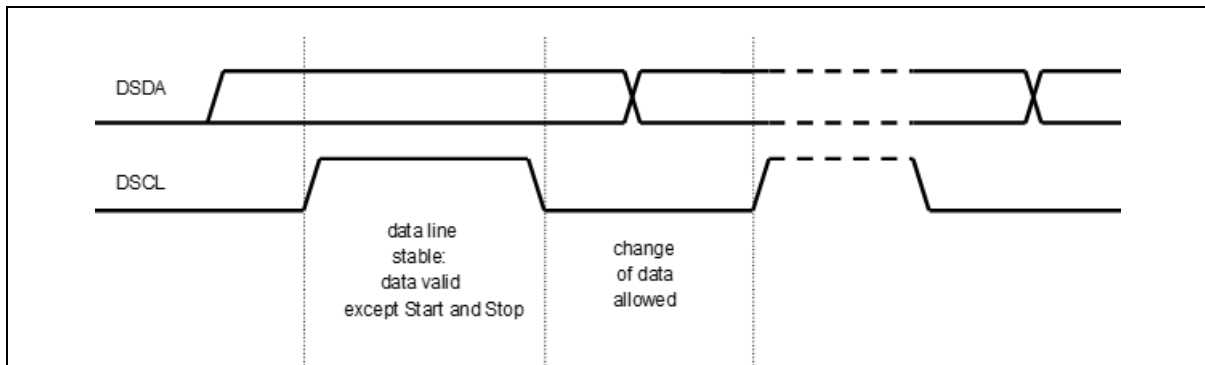 DSDA
DSCL
data line
stable:
data valid
except Start and Stop
change
of data
allowed